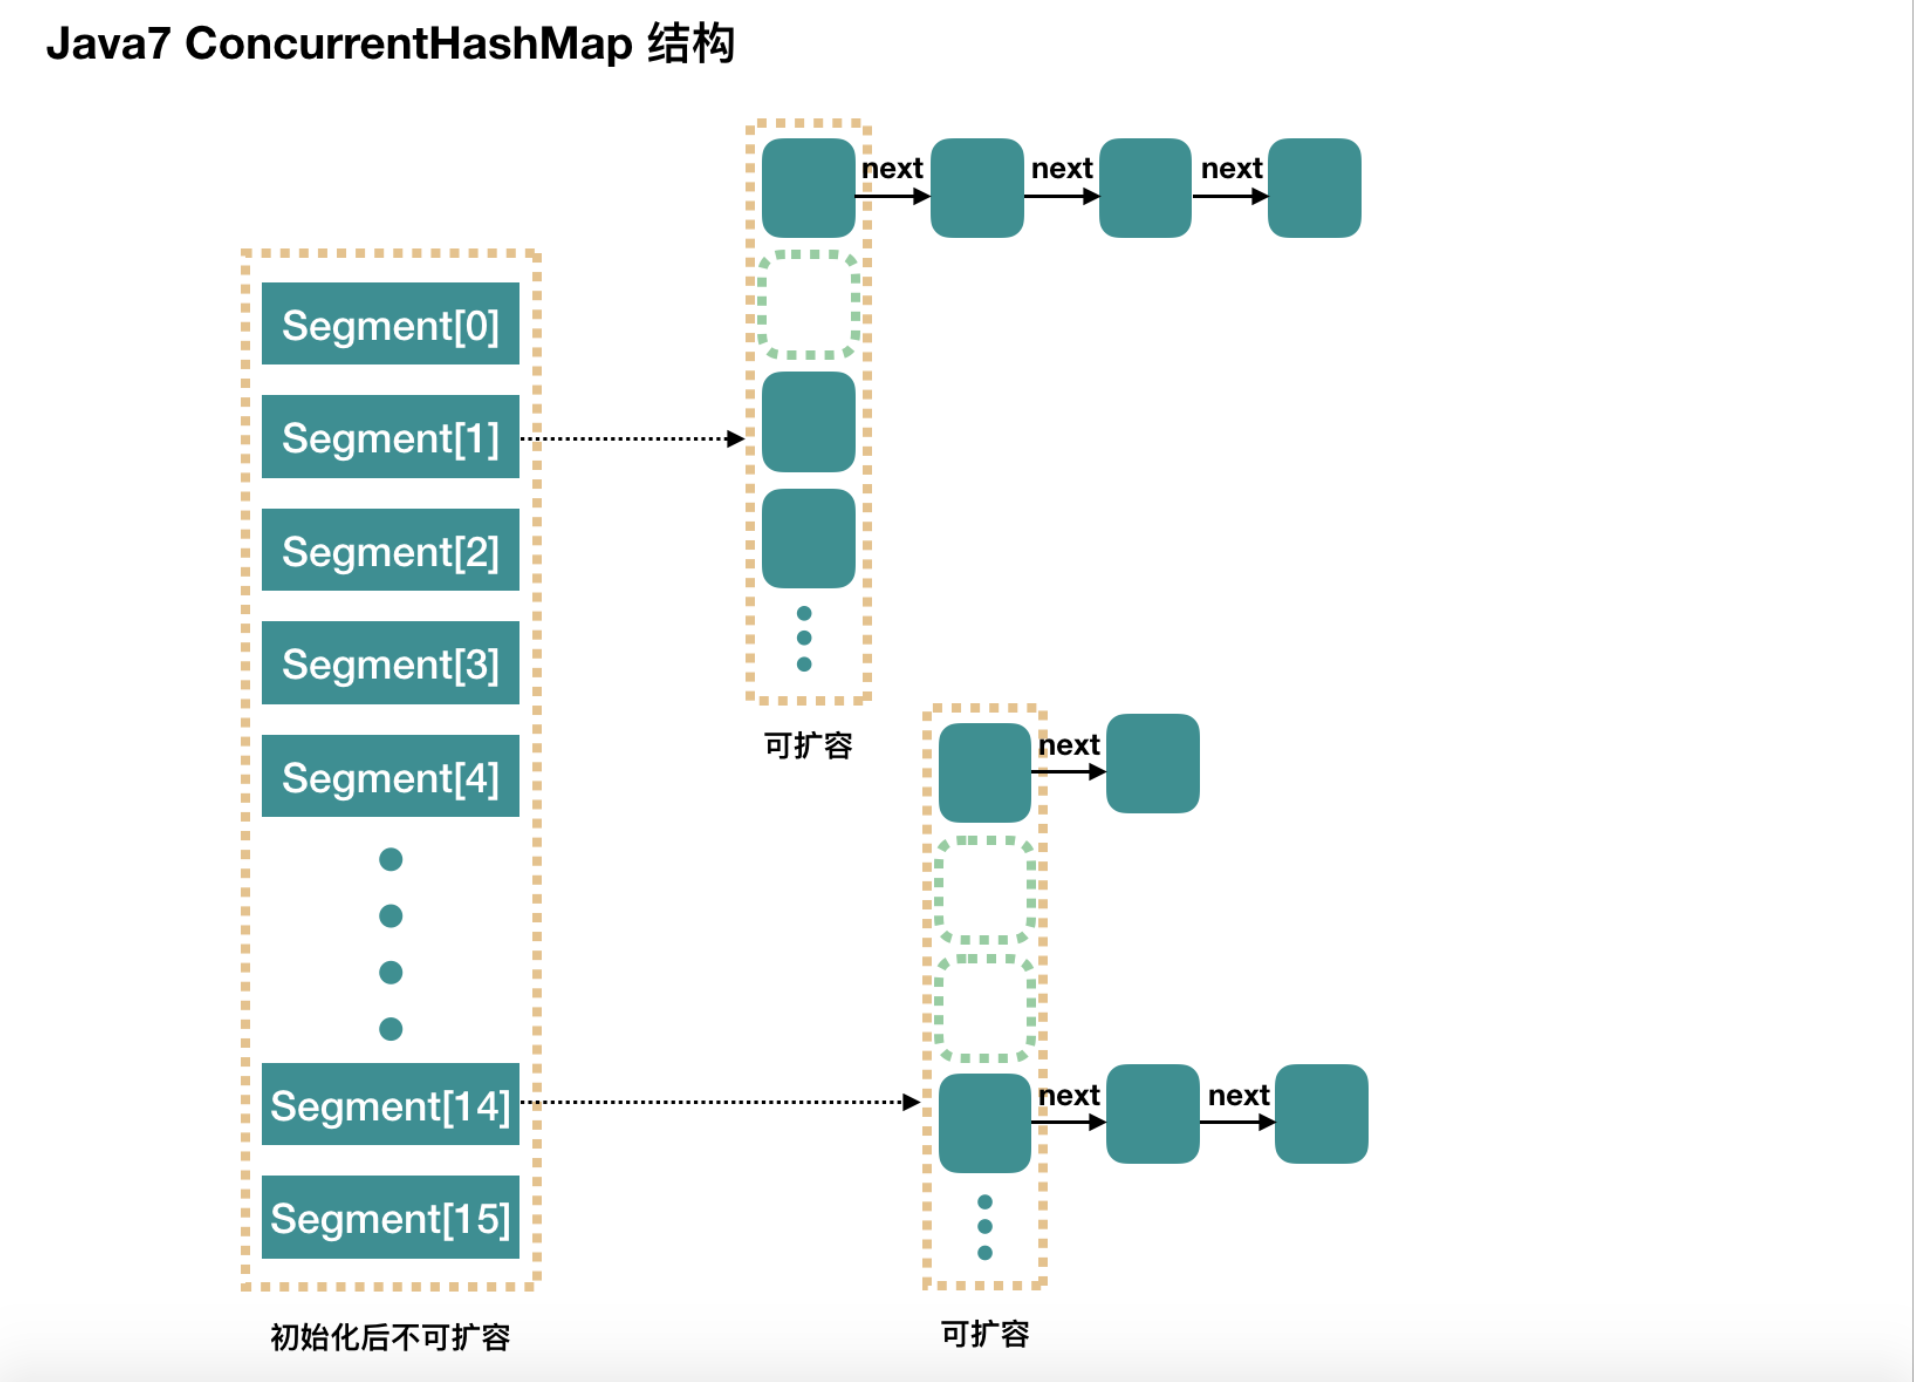 Java7 ConcurrentHashMap 结构
next next next
Segment[0]
Segment[1]
Segment[2]
Segment[3]
Segment[4]
可扩容
next
Segment[14]
next next
Segment[15]
初始化后不可扩容
可扩容